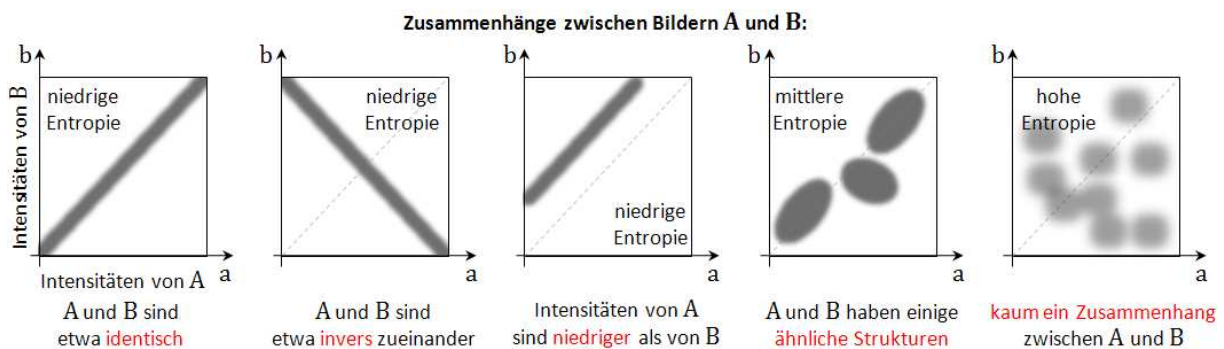 Zusammenhänge zwischen Bildern A und B:
b
niedrige
Entropie
Intensitäten von B
a
Intensitäten von A
A und B sind
etwa identisch
b
niedrige
Entropie
a
A und B sind
etwa invers zueinander
b
niedrige
Entropie
a
Intensitäten von A
sind niedriger als von B
b
mittlere
Entropie
a
A und B haben einige
ähnliche Strukturen
b
hohe
Entropie
a
kaum ein Zusammenhang
zwischen A und B